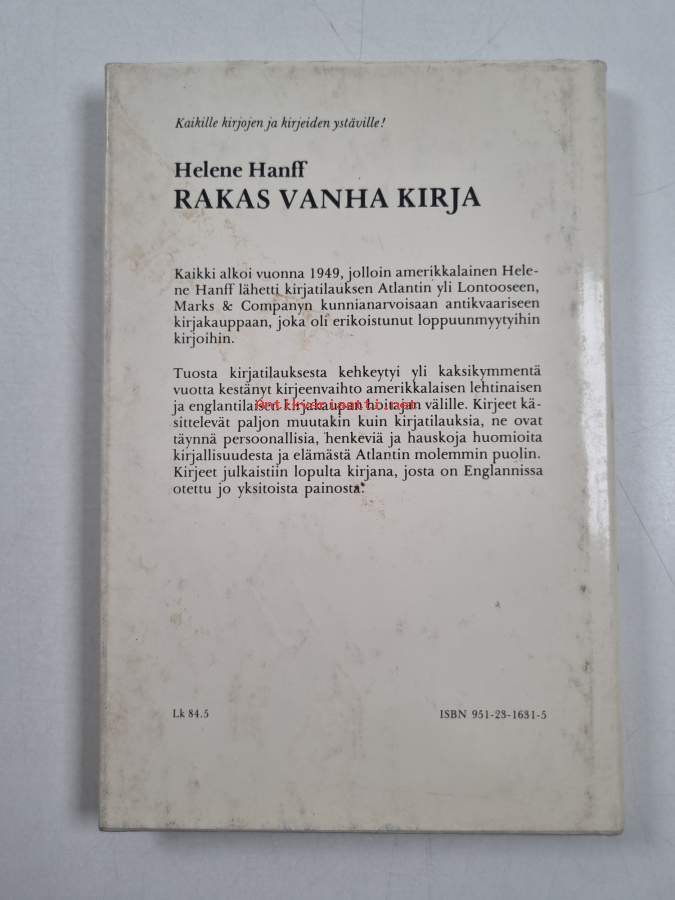 Kaikille kirjojen ja kirjeiden ystäville!
Helene Hanff
RAKAS VANHA KIRJA
Kaikki alkoi vuonna 1949, jolloin amerikkalainen Hele-
ne Hanff lähetti kirjatilauksen Atlantin yli Lontooseen,
Marks & Companyn kunnianarvoisaan antikvaariseen
kirjakauppaan, joka oli erikoistunut loppuunmyytyihin
kirjoihin.
Tuosta kirjatilauksesta kehkeytyi yli kaksikymmentä
vuotta kestänyt kirjeenvaihto amerikkalaisen lehtinaisen
ja englantilaisen kirjakaupan hoitajan välille. Kirjeet kä-
sittelevät paljon muutakin kuin kirjatilauksia, ne ovat
täynnä persoonallisia, henkeviä ja hauskoja huomioita
kirjallisuudesta ja elämästä Atlantin molemmin puolin.
Kirjeet julkaistiin lopulta kirjana, josta on Englannissa
otettu jo yksitoista painosta.
Lk 84.5
ISBN 951-23-1631-5